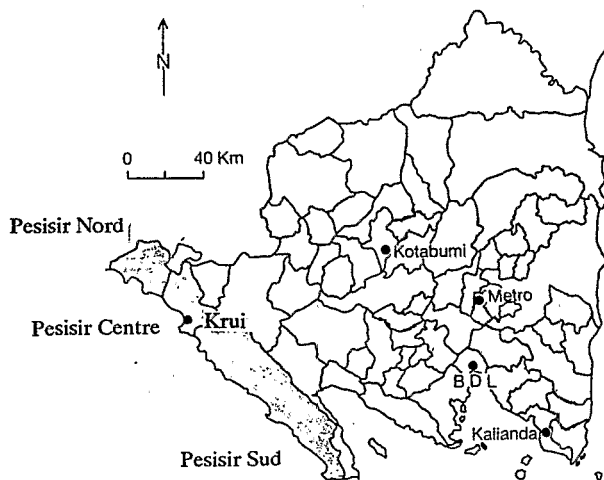 N
0 40 Km
Pesisir Nord
Kotabumi
Metro
Pesisir Centre
Krui
B D L
Kalianda
Pesisir Sud